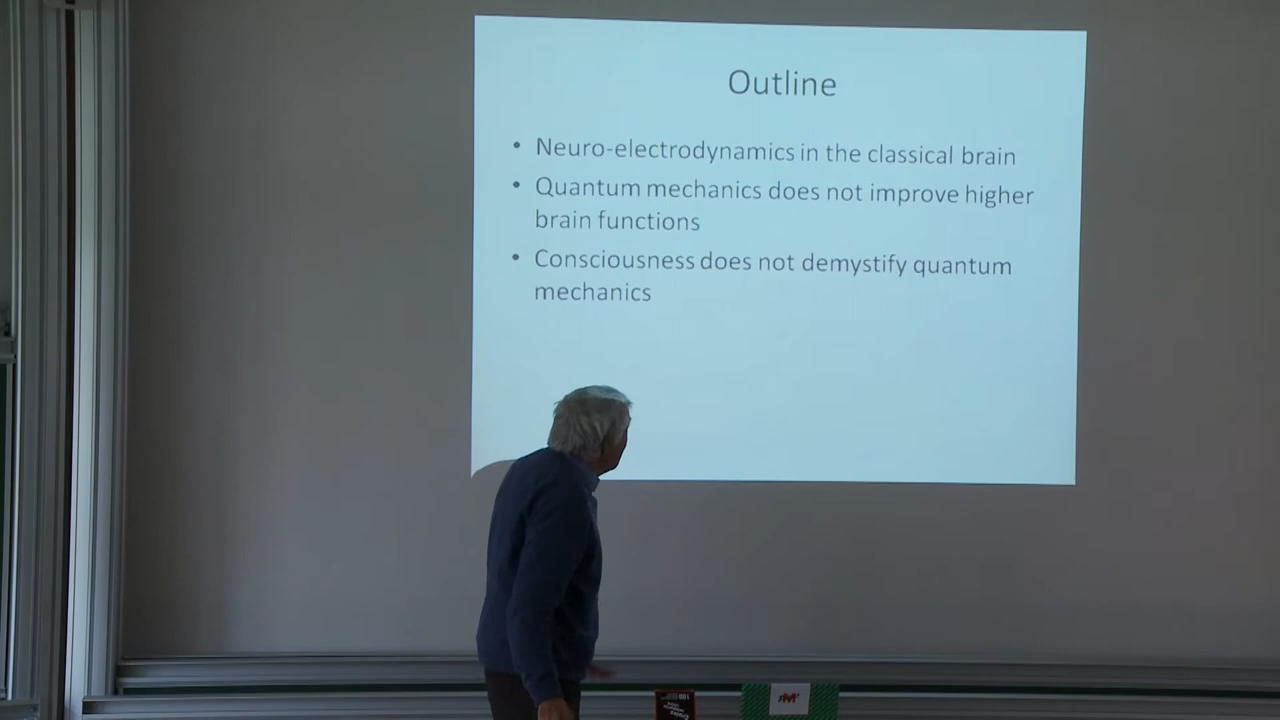 Outline
• Neuro-electrodynamics in the classical brain
• Quantum mechanics does not improve higher
brain functions
• Consciousness does not demystify quantum
mechanics